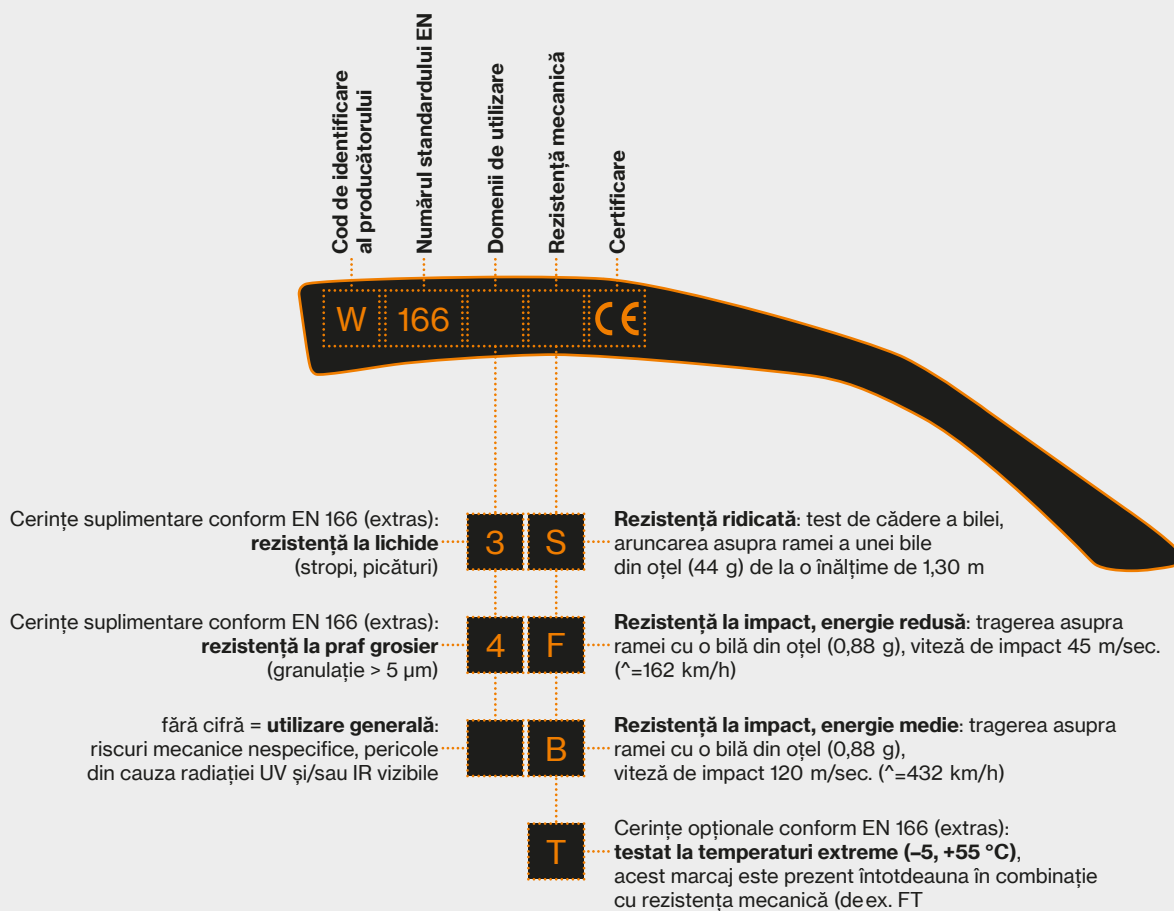 Cod de identificare
al producătorului
Numărul standardului EN
Domenii de utilizare
Rezistență mecanică
Certificare
W
166
CE
Cerințe suplimentare conform EN 166 (extras):
rezistență la lichide
(stropi, picături)
3
S
Rezistență ridicată: test de cădere a bilei,
aruncarea asupra ramei a unei bile
din oțel (44 g) de la o înălțime de 1,30 m
Cerințe suplimentare conform EN 166 (extras):
rezistență la praf grosier
(granulație > 5 µm)
4
F
Rezistență la impact, energie redusă: tragerea asupra
ramei cu o bilă din oțel (0,88 g), viteză de impact 45 m/sec.
(^=162 km/h)
fără cifră = utilizare generală:
riscuri mecanice nespecifice, pericole
din cauza radiației UV și/sau IR vizibile
B
Rezistență la impact, energie medie: tragerea asupra
ramei cu o bilă din oțel (0,88 g),
viteză de impact 120 m/sec. (^=432 km/h)
T
Cerințe opționale conform EN 166 (extras):
testat la temperaturi extreme (–5, +55 °C),
acest marcaj este prezent întotdeauna în combinație
cu rezistența mecanică (de ex. FT